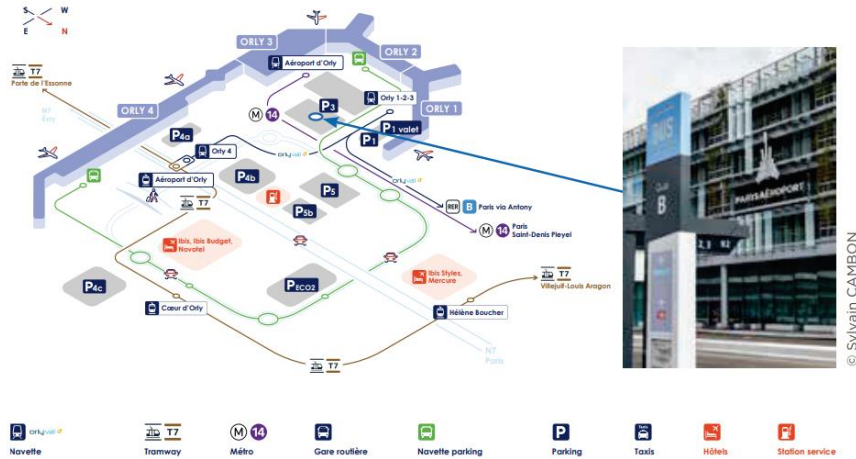 S W
E N
ORLY 3
ORLY 2
Aéroport d'Orly
T7
Porte de l'Essonne
ORLY 4
Orly 1-2-3
ORLY 1
N7
Évry
M 14
P3
P1 valet
P4a
P1
Orly 4
orlyval
Aéroport d'Orly
P4b
P5
orlyval
RER B Paris via Antony
T7
P5b
M 14 Paris
Saint-Denis Pleyel
Ibis, Ibis Budget,
Novotel
P4c
PECO2
Ibis Styles,
Mercure
T7
Villejuif-Louis Aragon
Cœur d'Orly
Hélène Boucher
N7
Paris
T7
BUS
Quai
B
PARIS AÉROPORT
© Sylvain CAMBON
orlyval
T7
M 14
P
Taxis
Navette
Tramway
Métro
Gare routière
Navette parking
Parking
Taxis
Hôtels
Station service